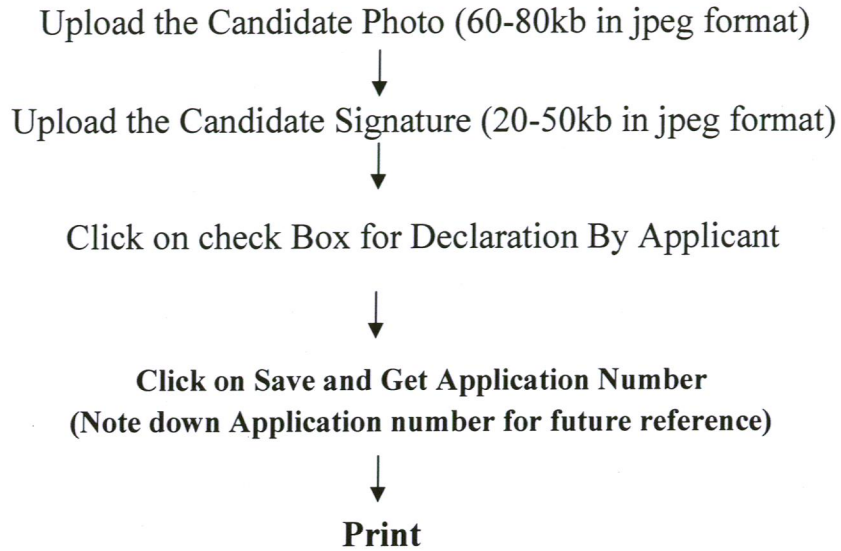 Upload the Candidate Photo (60-80kb in jpeg format)
Upload the Candidate Signature (20-50kb in jpeg format)
Click on check Box for Declaration By Applicant
Click on Save and Get Application Number
(Note down Application number for future reference)
Print